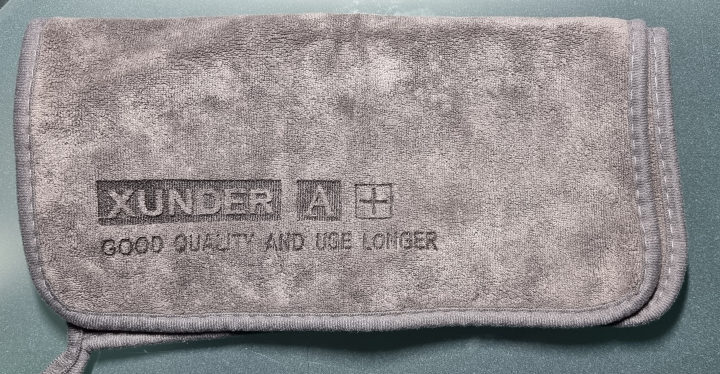 XUNDER A+
GOOD QUALITY AND USE LONGER